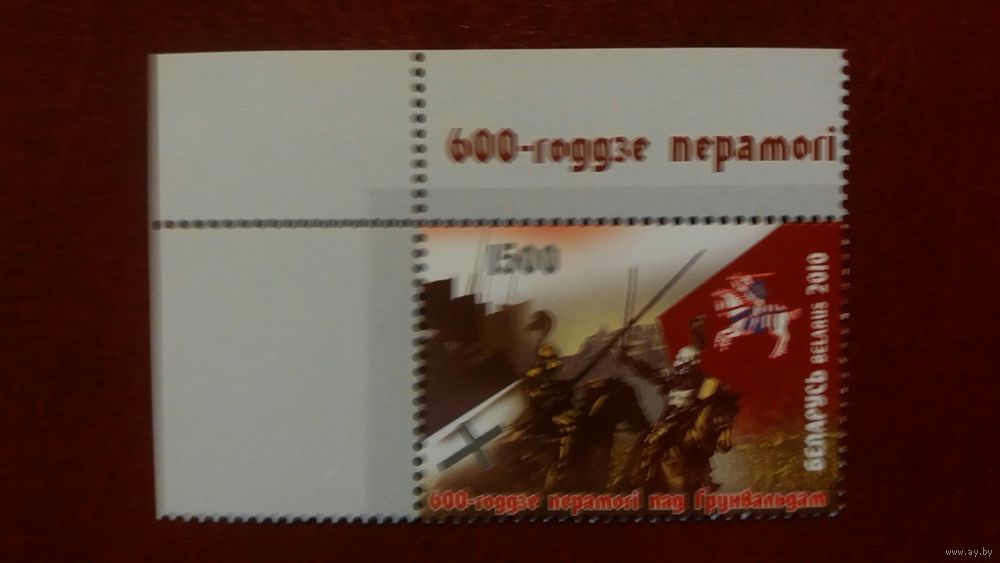 600-годдзе перамогі
1500
БЕЛАРУСЬ BELARUS 2010
600-годдзе перамогі пад Грунвальдам
www.ay.by